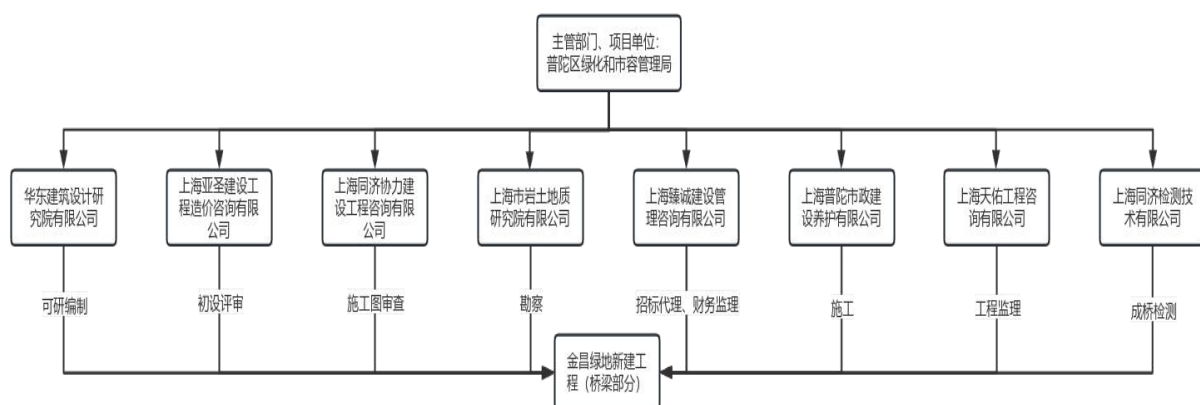 主管部门、项目单位：
普陀区绿化和市容管理局
华东建筑设计研
究院有限公司
上海亚圣建设工
程造价咨询有限
公司
上海同济协力建
设工程咨询有限
公司
上海市岩土地质
研究院有限公司
上海臻诚建设管
理咨询有限公司
上海普陀市政建
设养护有限公司
上海天佑工程咨
询有限公司
上海同济检测技
术有限公司
可研编制
初设评审
施工图审查
勘察
招标代理、财务监理
施工
工程监理
成桥检测
金昌绿地新建工
程（桥梁部分）